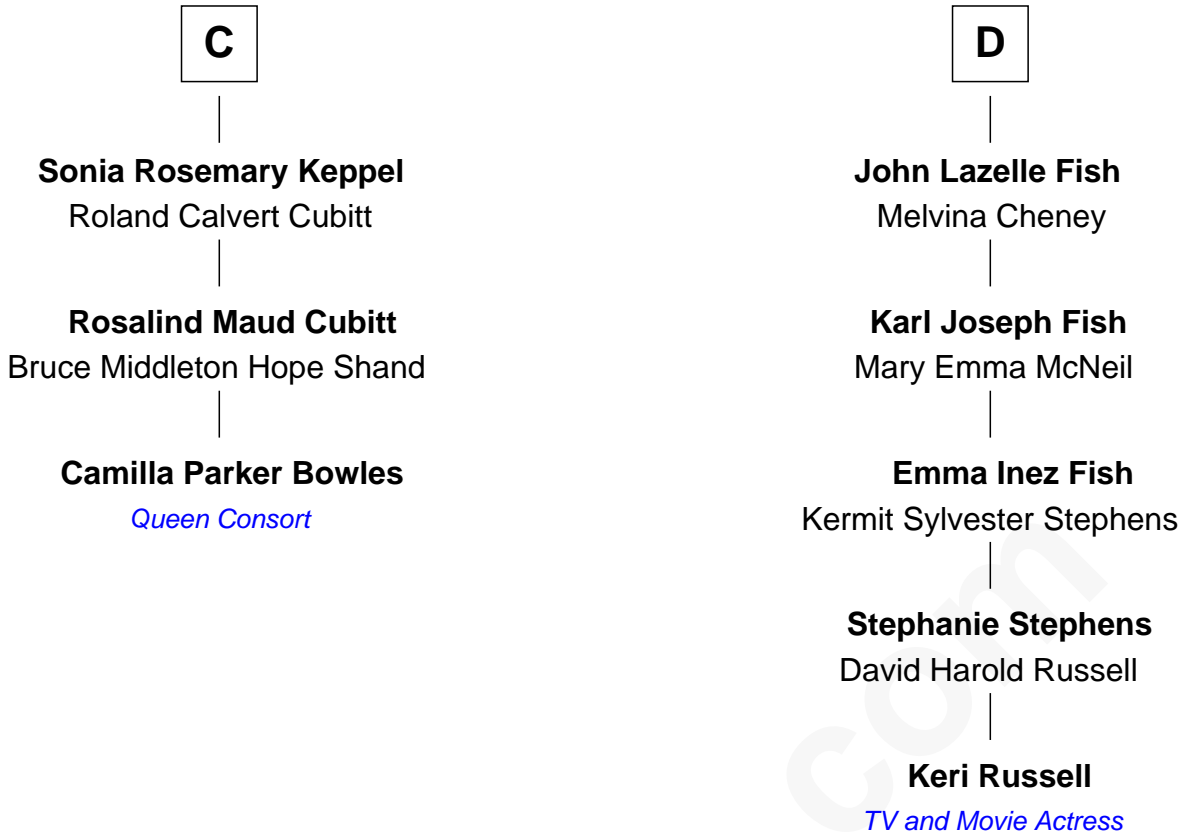 C
Sonia Rosemary Keppel
Roland Calvert Cubitt
Rosalind Maud Cubitt
Bruce Middleton Hope Shand
Camilla Parker Bowles
Queen Consort
D
John Lazelle Fish
Melvina Cheney
Karl Joseph Fish
Mary Emma McNeil
Emma Inez Fish
Kermit Sylvester Stephens
Stephanie Stephens
David Harold Russell
Keri Russell
TV and Movie Actress
com